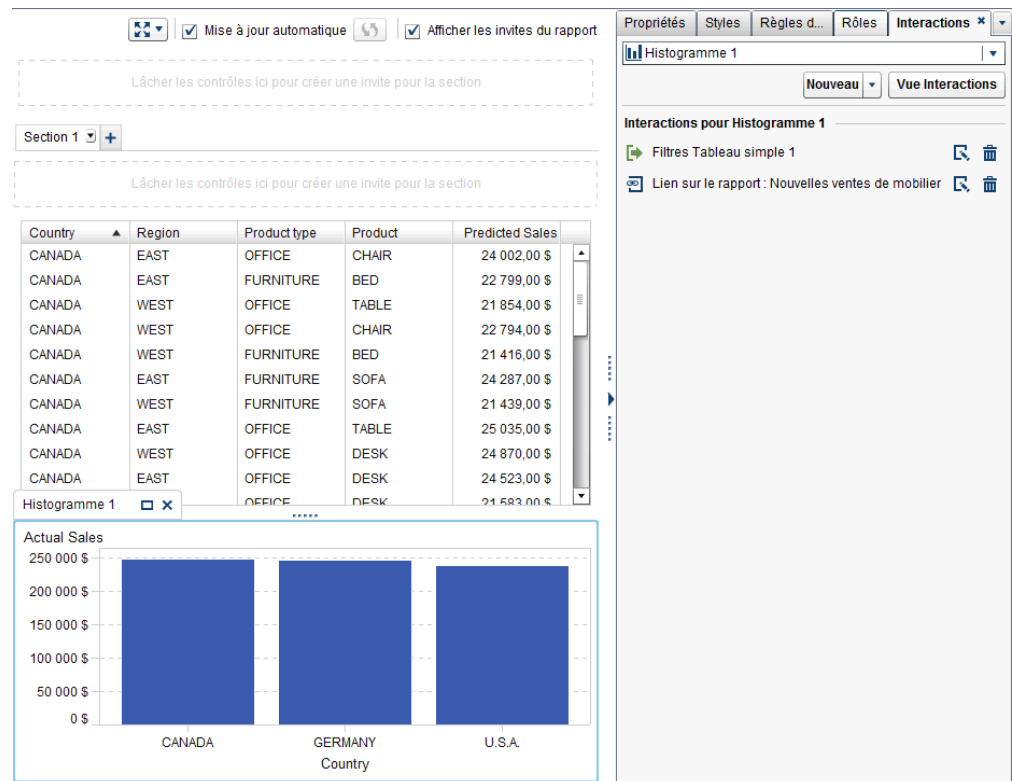 Mise à jour automatique Afficher les invites du rapport
Lâcher les contrôles ici pour créer une invite pour la section
Section 1
Lâcher les contrôles ici pour créer une invite pour la section
Country Region Product type Product Predicted Sales
CANADA EAST OFFICE CHAIR 24 002,00 $
CANADA EAST FURNITURE BED 22 799,00 $
CANADA WEST OFFICE TABLE 21 854,00 $
CANADA WEST OFFICE CHAIR 22 794,00 $
CANADA WEST FURNITURE BED 21 416,00 $
CANADA EAST FURNITURE SOFA 24 287,00 $
CANADA WEST FURNITURE SOFA 21 439,00 $
CANADA EAST OFFICE TABLE 25 035,00 $
CANADA WEST OFFICE DESK 24 870,00 $
CANADA EAST OFFICE DESK 24 523,00 $
OFFICE DESK 21 583,00 $
Histogramme 1
Actual Sales
250 000 $
200 000 $
150 000 $
100 000 $
50 000 $
0 $
CANADA GERMANY U.S.A.
Country
Propriétés Styles Règles d... Rôles Interactions
Histogramme 1
Nouveau Vue Interactions
Interactions pour Histogramme 1
Filtres Tableau simple 1
Lien sur le rapport : Nouvelles ventes de mobilier